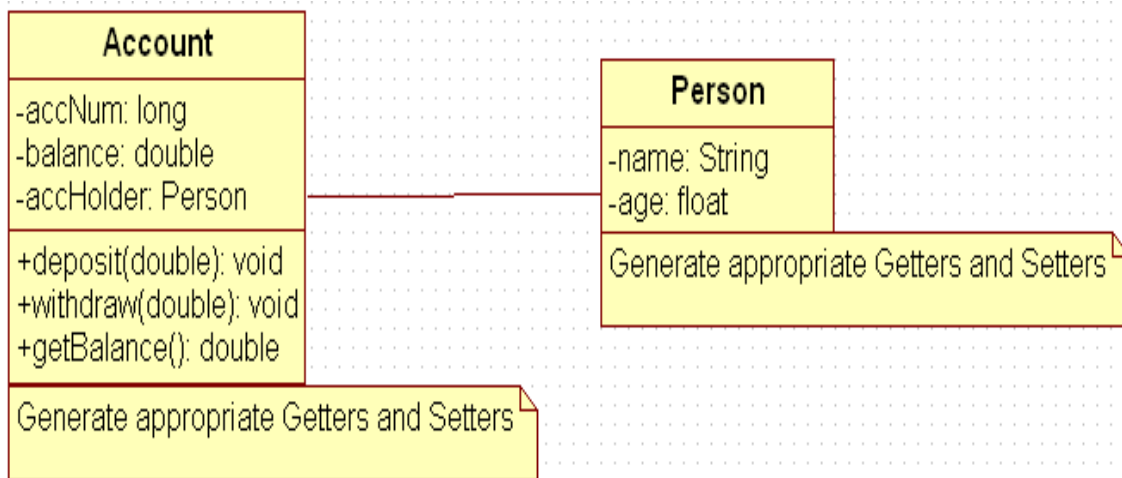 Account
-accNum: long
-balance: double
-accHolder: Person
+deposit(double): void
+withdraw(double): void
+getBalance(): double
Generate appropriate Getters and Setters
Person
-name: String
-age: float
Generate appropriate Getters and Setters